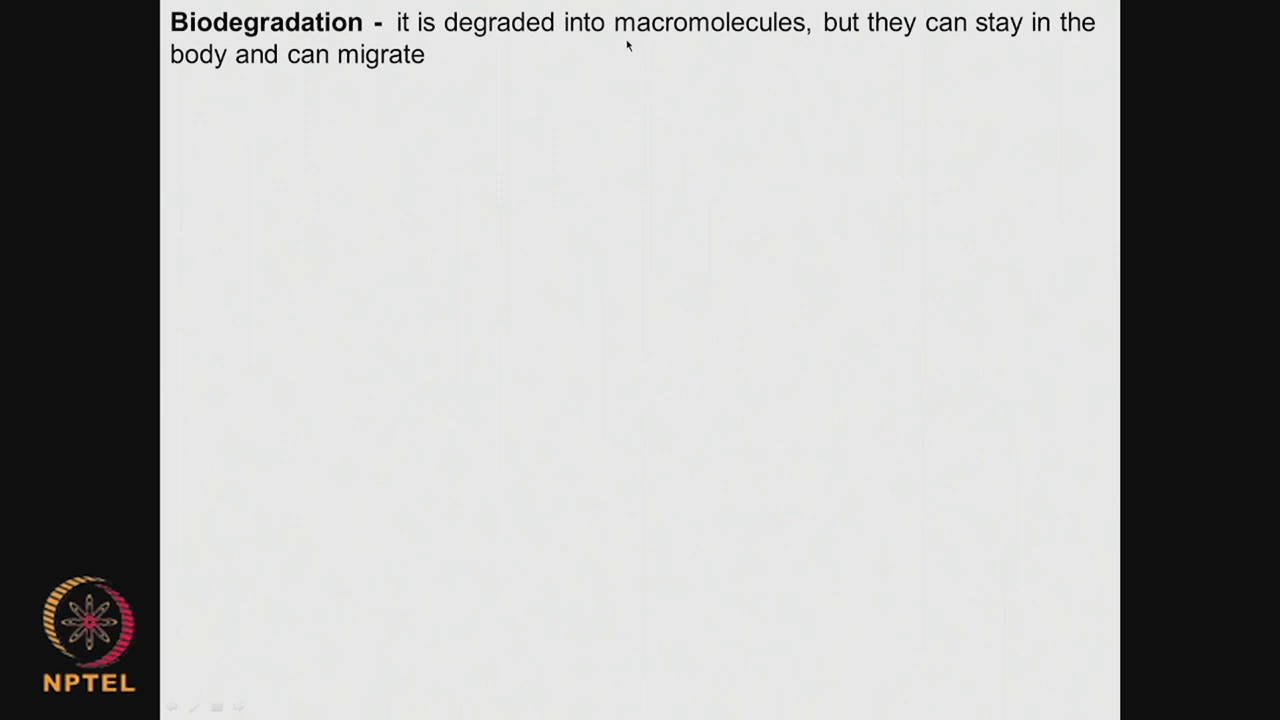 Biodegradation - it is degraded into macromolecules, but they can stay in the
body and can migrate
NPTEL